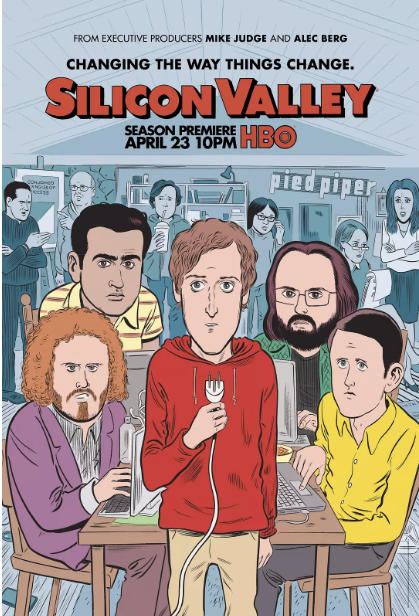 FROM EXECUTIVE PRODUCERS MIKE JUDGE AND ALEC BERG
CHANGING THE WAY THINGS CHANGE.
SILICON VALLEY
SEASON PREMIERE
APRIL 23 10PM HBO
pied piper